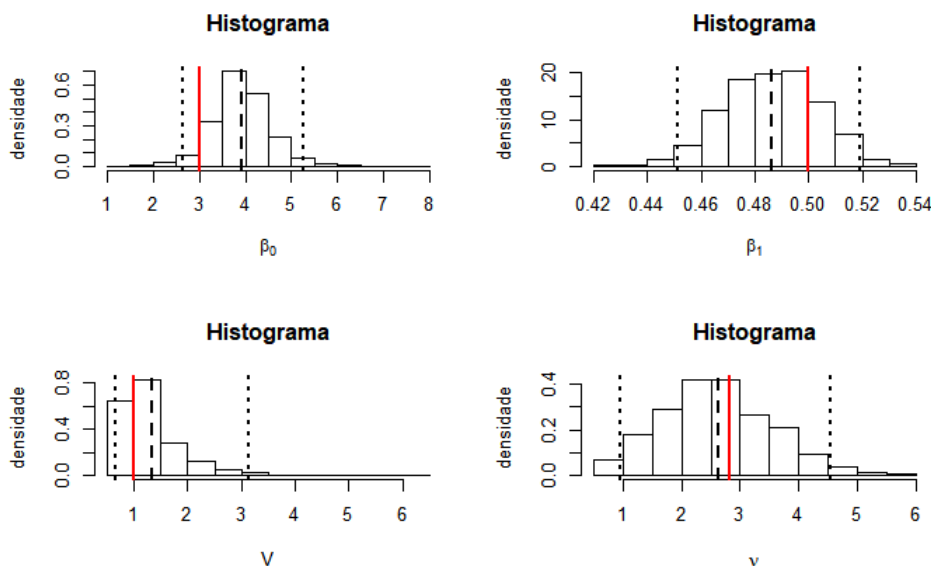 Histograma
densidade
0.0 0.3 0.6
1 2 3 4 5 6 7 8
β₀
Histograma
densidade
0 10 20
0.42 0.44 0.46 0.48 0.50 0.52 0.54
β₁
Histograma
densidade
0.0 0.4 0.8
1 2 3 4 5 6
V
Histograma
densidade
0.0 0.2 0.4
1 2 3 4 5 6
ν